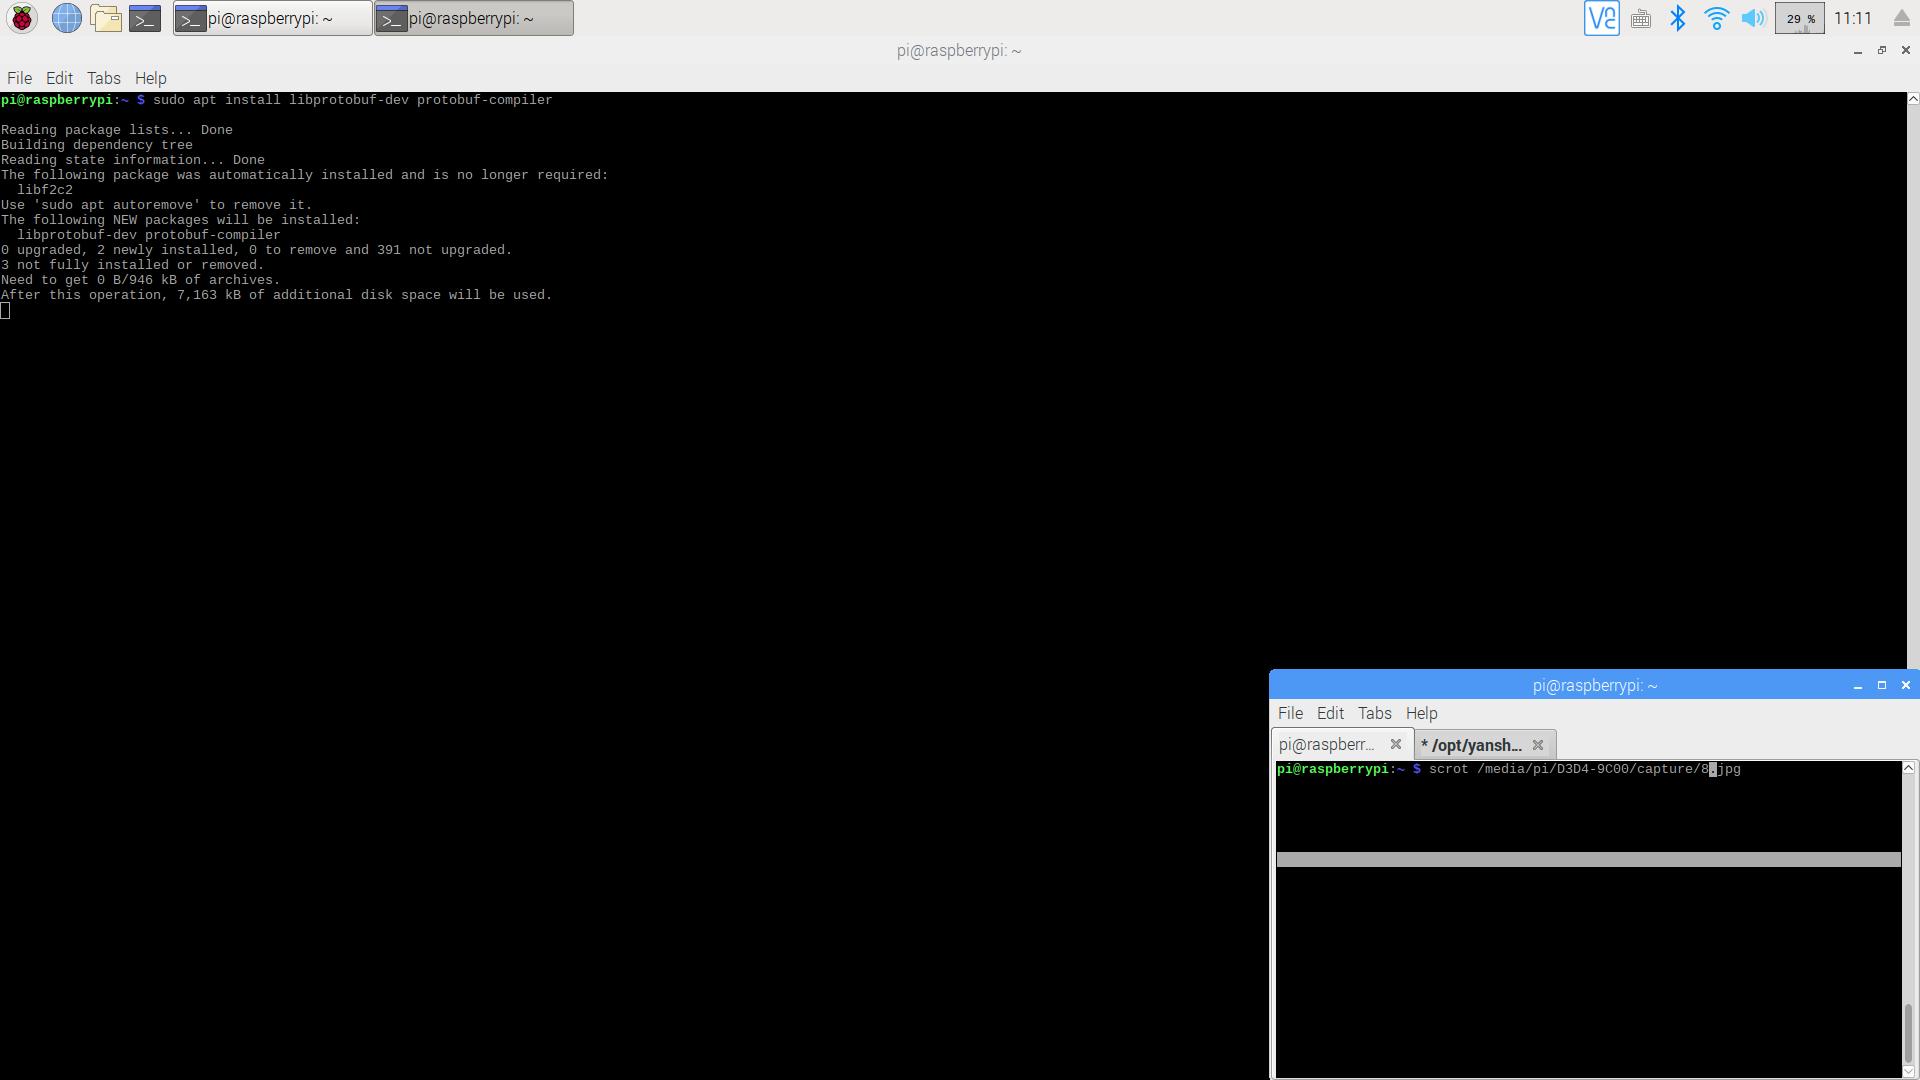 pi@raspberrypi: ~
pi@raspberrypi: ~
29 %
11:11
pi@raspberrypi: ~
File Edit Tabs Help
pi@raspberrypi:~ $ sudo apt install libprotobuf-dev protobuf-compiler
Reading package lists... Done
Building dependency tree
Reading state information... Done
The following package was automatically installed and is no longer required:
libf2c2
Use 'sudo apt autoremove' to remove it.
The following NEW packages will be installed:
libprotobuf-dev protobuf-compiler
0 upgraded, 2 newly installed, 0 to remove and 391 not upgraded.
3 not fully installed or removed.
Need to get 0 B/946 kB of archives.
After this operation, 7,163 kB of additional disk space will be used.
pi@raspberrypi: ~
File Edit Tabs Help
pi@raspberr... * /opt/yansh...
pi@raspberrypi:~ $ scrot /media/pi/D3D4-9C00/capture/8.jpg